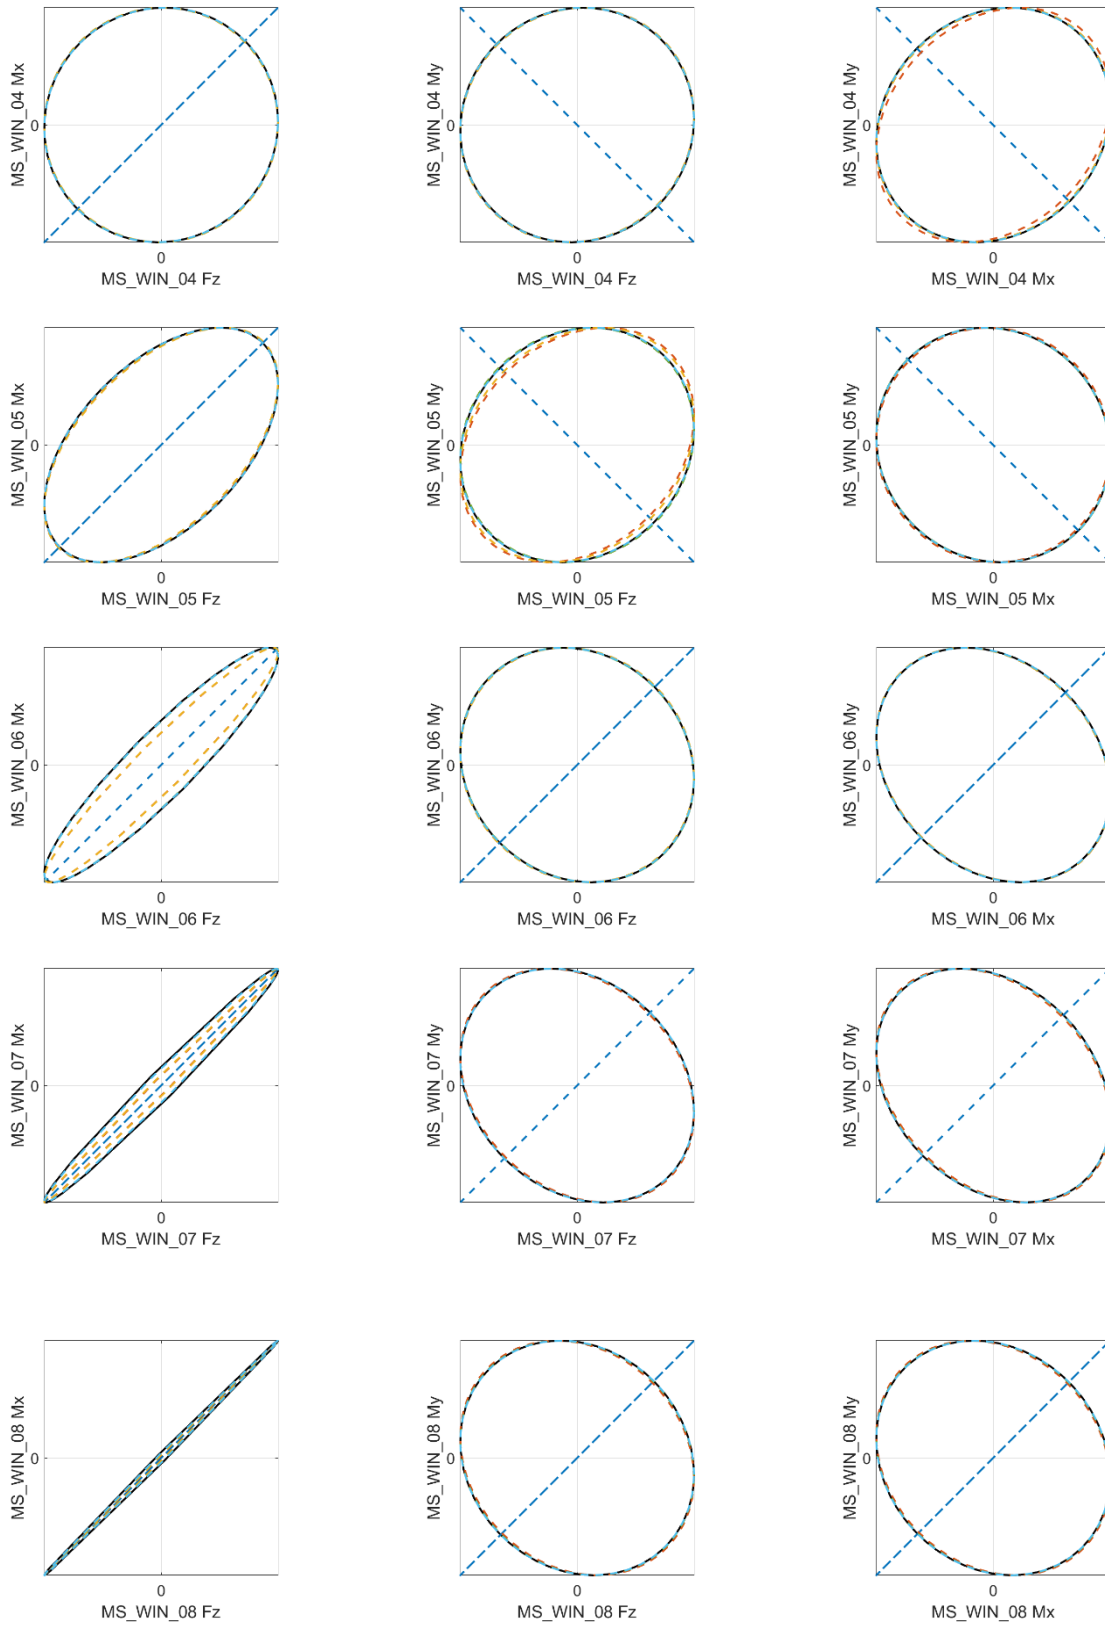 MS_WIN_04 Mx
0
0
MS_WIN_04 Fz
MS_WIN_04 My
0
0
MS_WIN_04 Fz
MS_WIN_04 My
0
0
MS_WIN_04 Mx
MS_WIN_05 Mx
0
0
MS_WIN_05 Fz
MS_WIN_05 My
0
0
MS_WIN_05 Fz
MS_WIN_05 My
0
0
MS_WIN_05 Mx
MS_WIN_06 Mx
0
0
MS_WIN_06 Fz
MS_WIN_06 My
0
0
MS_WIN_06 Fz
MS_WIN_06 My
0
0
MS_WIN_06 Mx
MS_WIN_07 Mx
0
0
MS_WIN_07 Fz
MS_WIN_07 My
0
0
MS_WIN_07 Fz
MS_WIN_07 My
0
0
MS_WIN_07 Mx
MS_WIN_08 Mx
0
0
MS_WIN_08 Fz
MS_WIN_08 My
0
0
MS_WIN_08 Fz
MS_WIN_08 My
0
0
MS_WIN_08 Mx